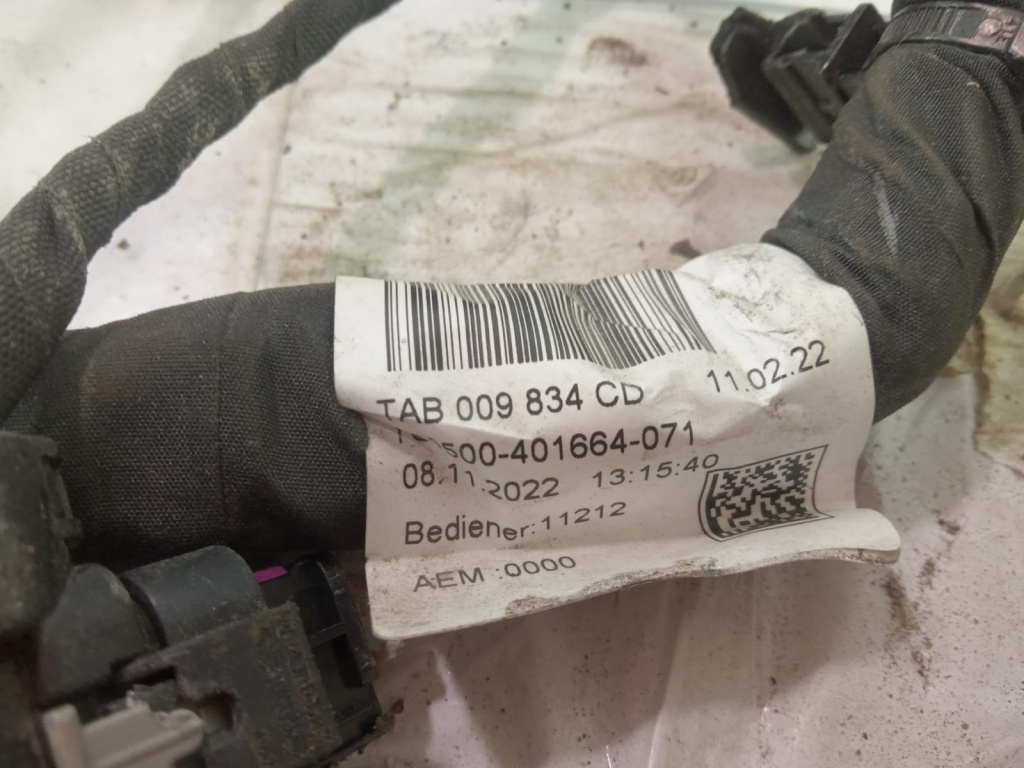 TAB 009 834 CD 11.02.22
500-401664-071
08.11.2022 13:15:40
Bediener:11212
AEM :0000